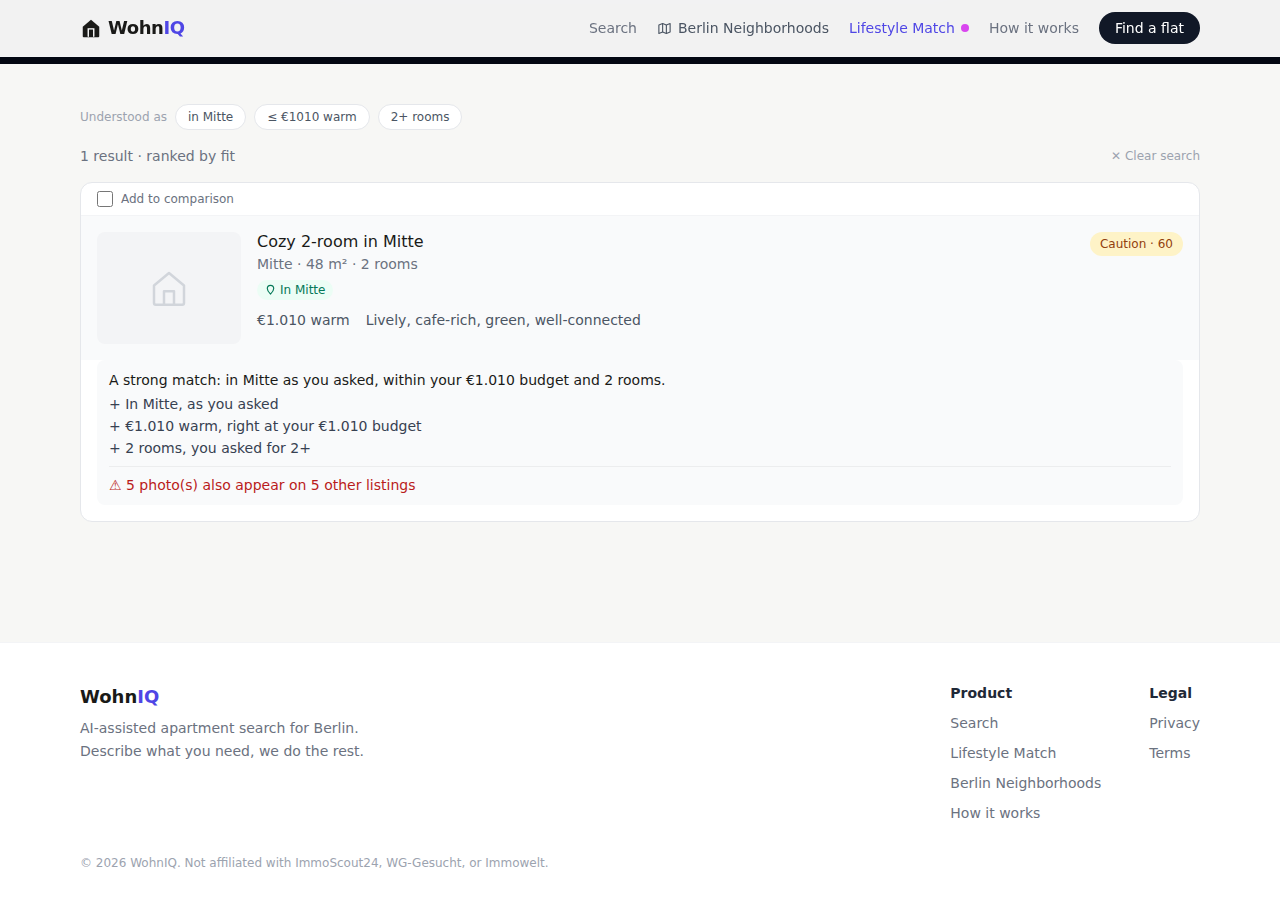 WohnIQ
Search
Berlin Neighborhoods
Lifestyle Match
How it works
Find a flat
Understood as
in Mitte
≤ €1010 warm
2+ rooms
1 result · ranked by fit
✕ Clear search
Add to comparison
Cozy 2-room in Mitte
Caution · 60
Mitte · 48 m² · 2 rooms
In Mitte
€1.010 warm
Lively, cafe-rich, green, well-connected
A strong match: in Mitte as you asked, within your €1.010 budget and 2 rooms.
+ In Mitte, as you asked
+ €1.010 warm, right at your €1.010 budget
+ 2 rooms, you asked for 2+
⚠ 5 photo(s) also appear on 5 other listings
WohnIQ
AI-assisted apartment search for Berlin.
Describe what you need, we do the rest.
Product
Search
Lifestyle Match
Berlin Neighborhoods
How it works
Legal
Privacy
Terms
© 2026 WohnIQ. Not affiliated with ImmoScout24, WG-Gesucht, or Immowelt.